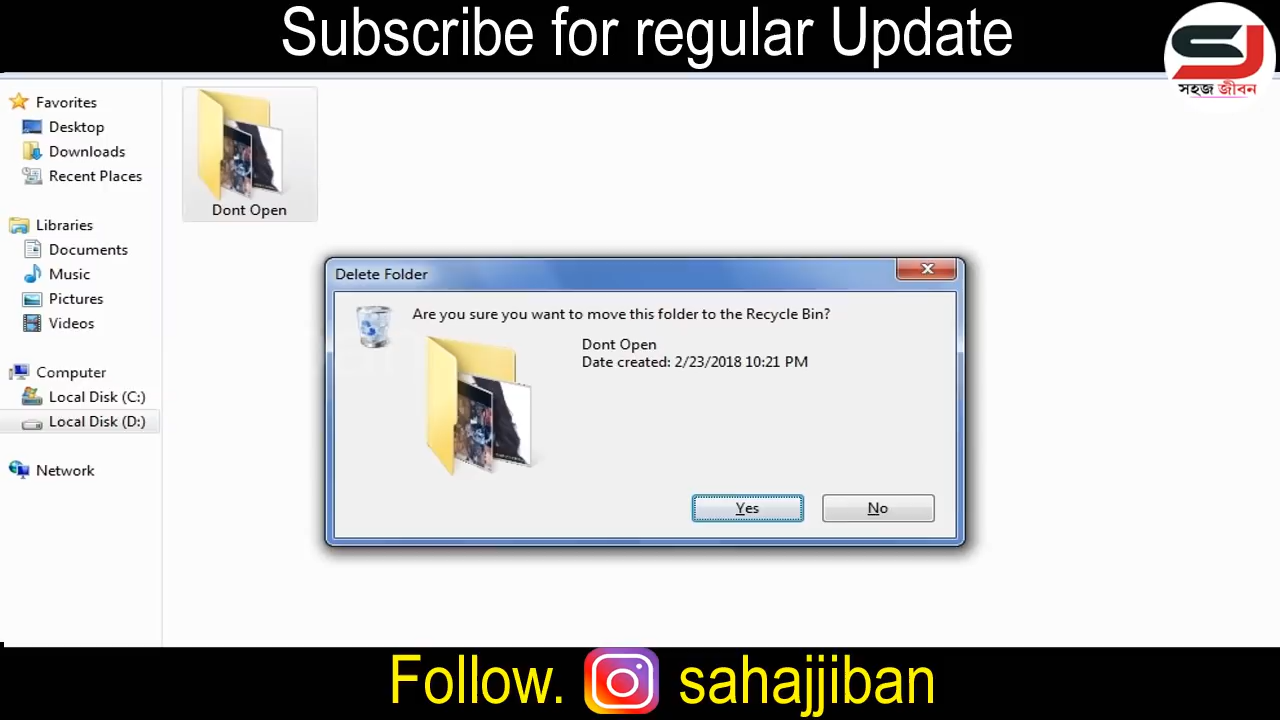 Subscribe for regular Update
SJ
সহজ জীবন
Favorites
Desktop
Downloads
Recent Places
Libraries
Documents
Music
Pictures
Videos
Computer
Local Disk (C:)
Local Disk (D:)
Network
Dont Open
Delete Folder
Are you sure you want to move this folder to the Recycle Bin?
Dont Open
Date created: 2/23/2018 10:21 PM
Yes
No
Follow. sahajjiban